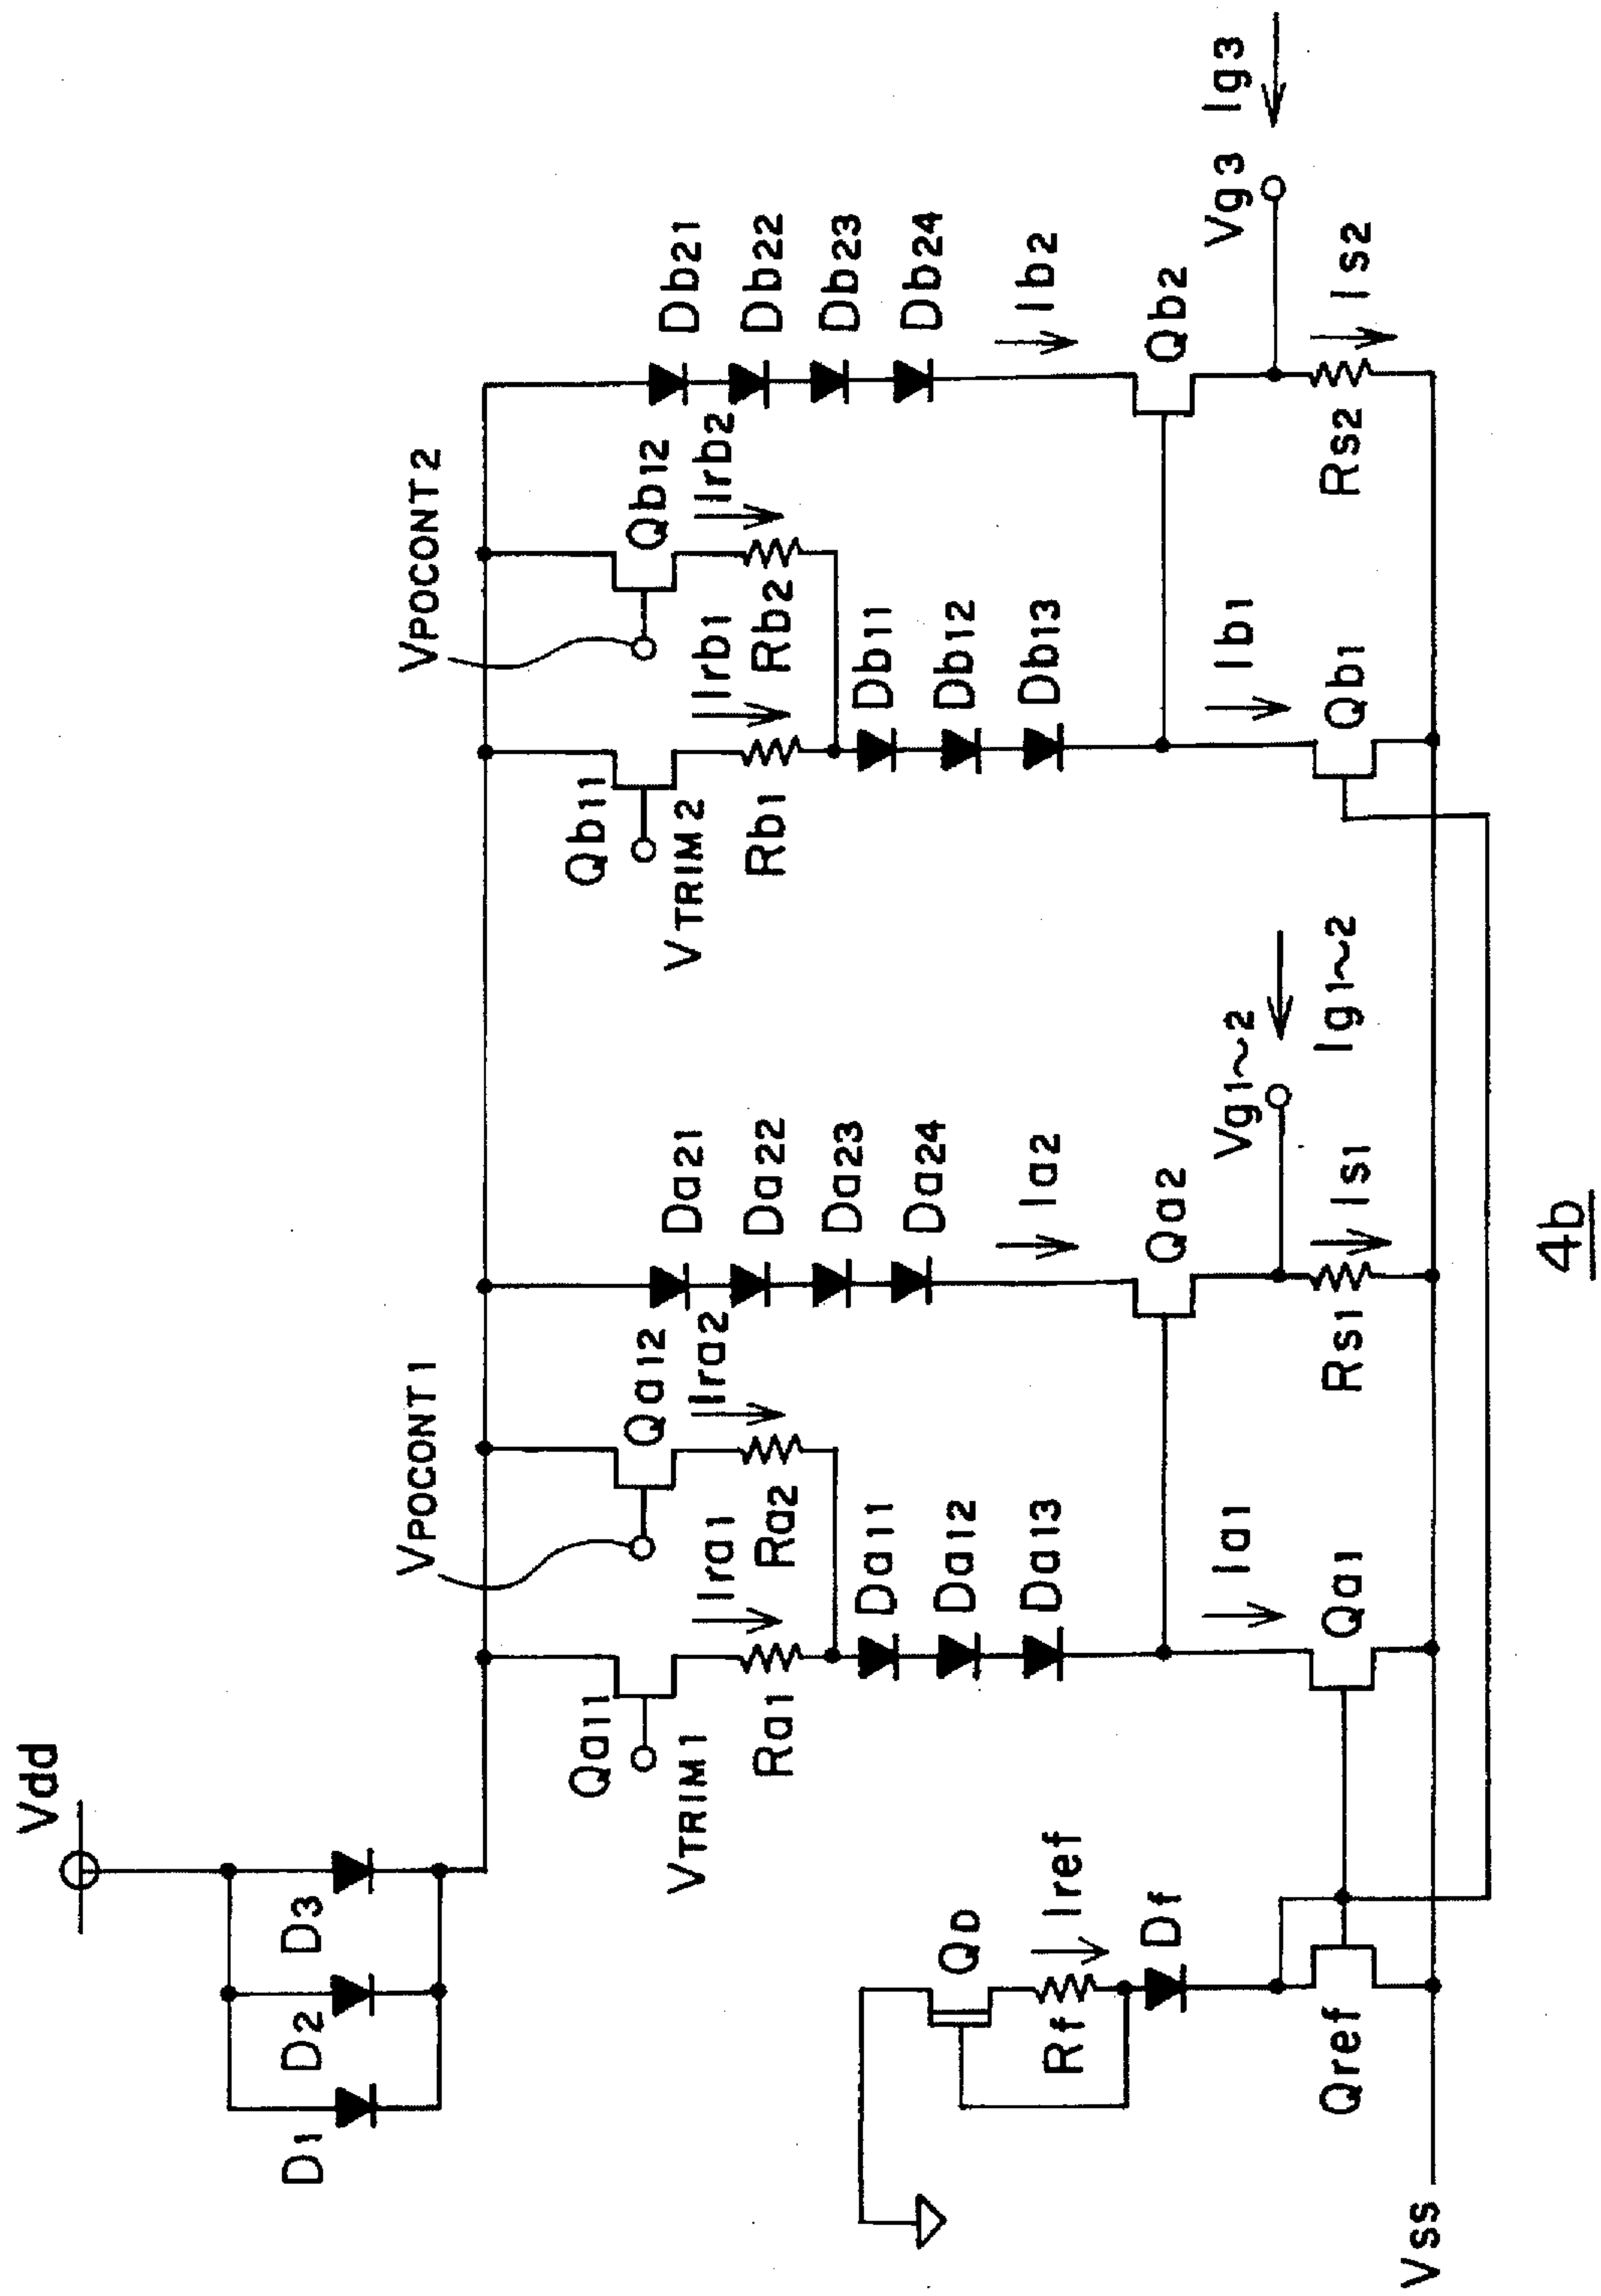 Vdd
D1
D2
D3
VPOCONT1
VPOCONT2
Qa11
Qa12
Qb11
Qb12
VTRIM1
VTRIM2
Ira1
Ira2
Irb1
Irb2
Ra1
Ra2
Rb1
Rb2
Da21
Da22
Da23
Da24
Db21
Db22
Db23
Db24
Da11
Da12
Da13
Db11
Db12
Db13
QD
Rf
Iref
Df
Qref
Ia1
Qa1
Ia2
Qa2
Vg1~2
Ig1~2
Rs1
Is1
Ib1
Qb1
Ib2
Qb2
Vg3
Ig3
Rs2
Is2
Vss
4b